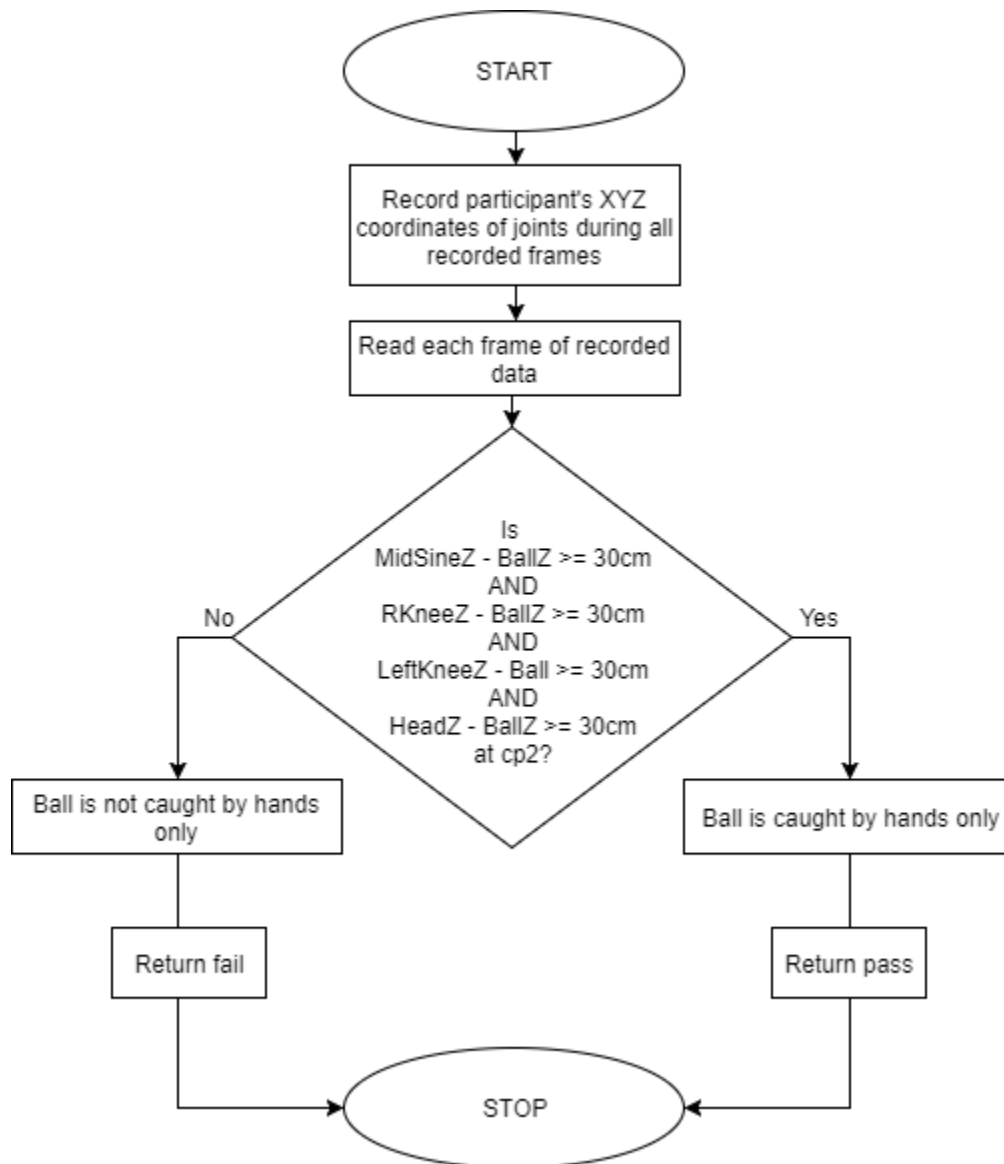 START
Record participant's XYZ
coordinates of joints during all
recorded frames
Read each frame of recorded
data
Is
MidSineZ - BallZ >= 30cm
AND
RKneeZ - BallZ >= 30cm
AND
LeftKneeZ - Ball >= 30cm
AND
HeadZ - BallZ >= 30cm
at cp2?
No
Yes
Ball is not caught by hands
only
Ball is caught by hands only
Return fail
Return pass
STOP